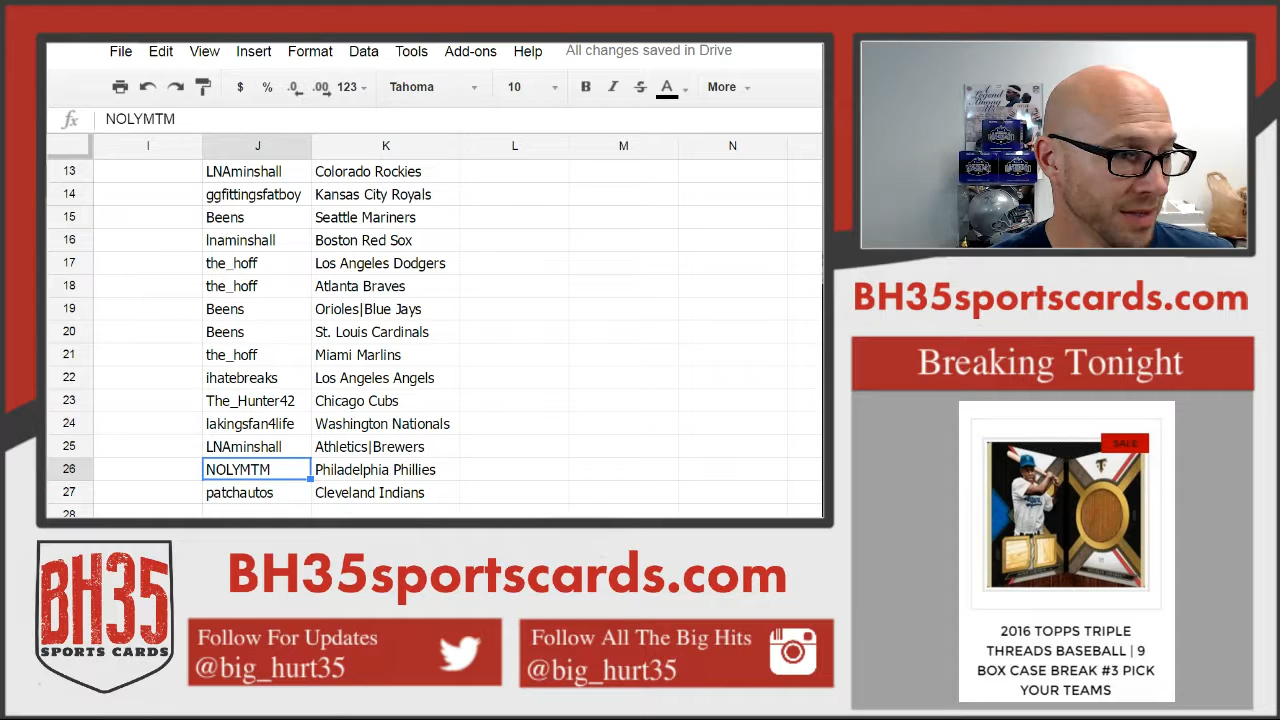 File Edit View Insert Format Data Tools Add-ons Help All changes saved in Drive
$ % .0 .00 123 Tahoma 10 B I S A More
fx NOLYMTM
I J K L M N
13 LNAminshall Colorado Rockies
14 ggfittingsfatboy Kansas City Royals
15 Beens Seattle Mariners
16 lnaminshall Boston Red Sox
17 the_hoff Los Angeles Dodgers
18 the_hoff Atlanta Braves
19 Beens Orioles|Blue Jays
20 Beens St. Louis Cardinals
21 the_hoff Miami Marlins
22 ihatebreaks Los Angeles Angels
23 The_Hunter42 Chicago Cubs
24 lakingsfan4life Washington Nationals
25 LNAminshall Athletics|Brewers
26 NOLYMTM Philadelphia Phillies
27 patchautos Cleveland Indians
28
BH35sportscards.com
Breaking Tonight
SALE
2016 TOPPS TRIPLE
THREADS BASEBALL | 9
BOX CASE BREAK #3 PICK
YOUR TEAMS
BH35
SPORTS CARDS
BH35sportscards.com
Follow For Updates
@big_hurt35
Follow All The Big Hits
@big_hurt35